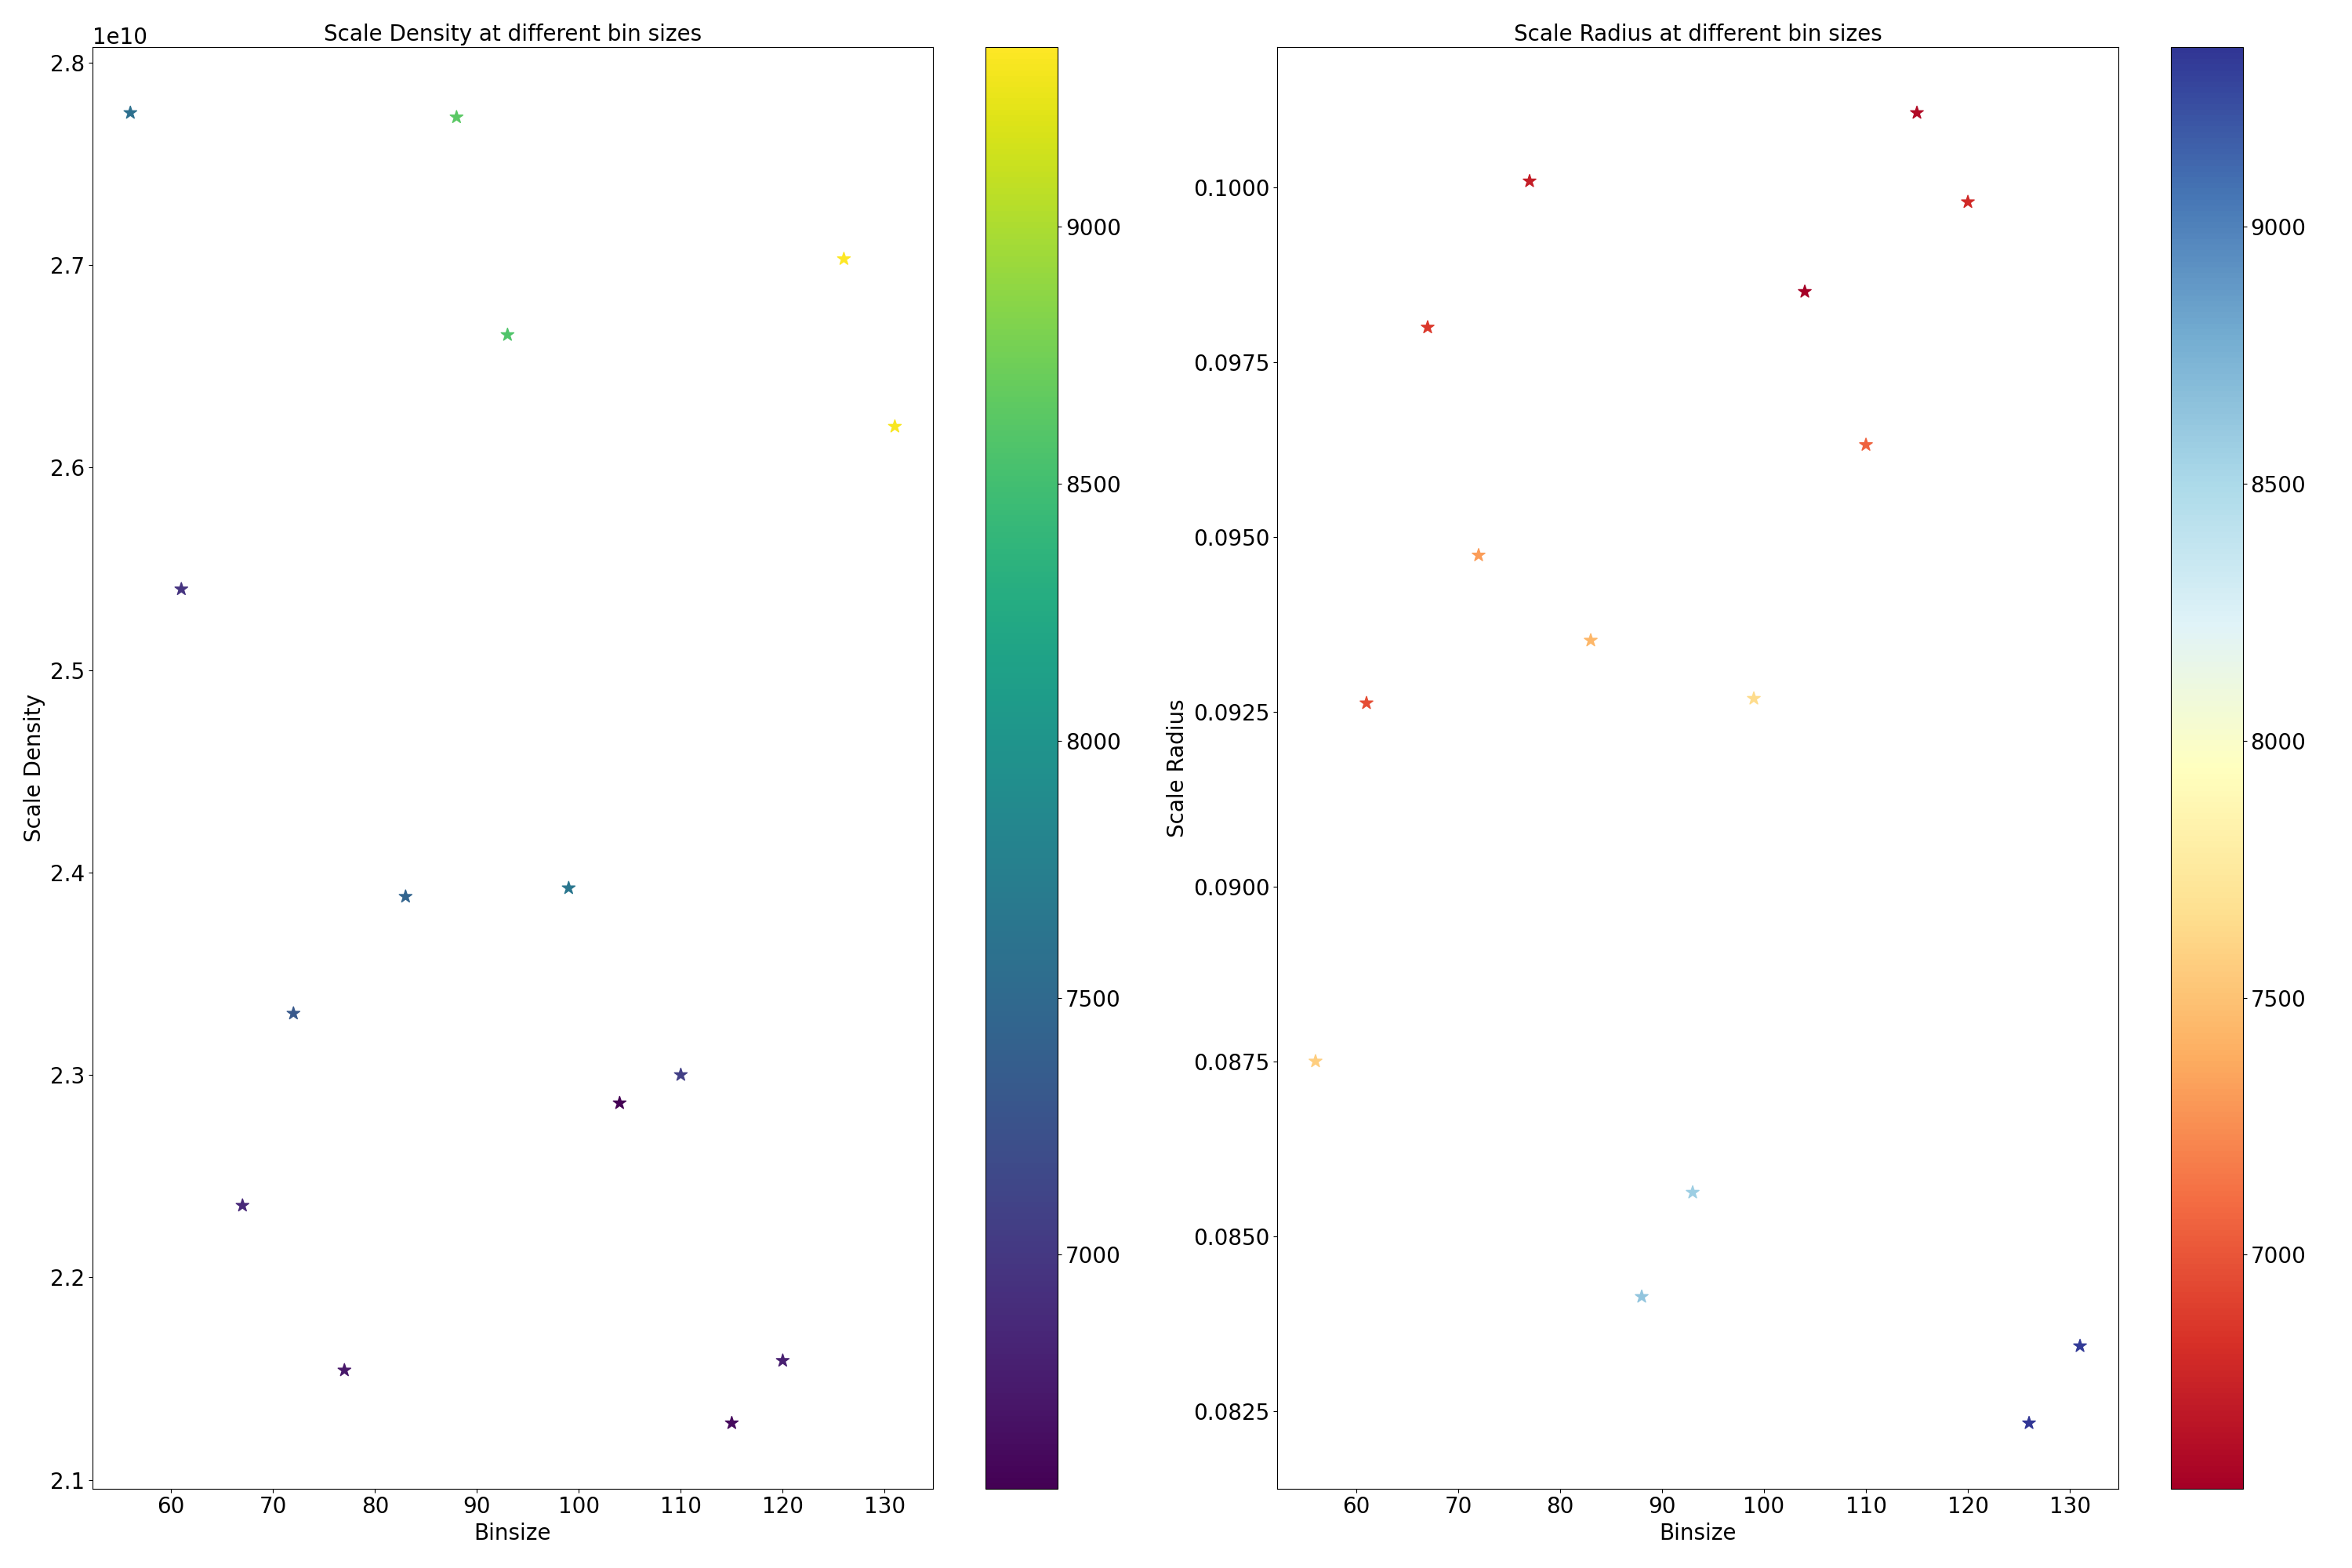 Scale Density at different bin sizes
1e10
2.8
2.7
2.6
2.5
2.4
2.3
2.2
2.1
Scale Density
60 70 80 90 100 110 120 130
Binsize
9000
8500
8000
7500
7000
Scale Radius at different bin sizes
0.1000
0.0975
0.0950
0.0925
0.0900
0.0875
0.0850
0.0825
Scale Radius
60 70 80 90 100 110 120 130
Binsize
9000
8500
8000
7500
7000